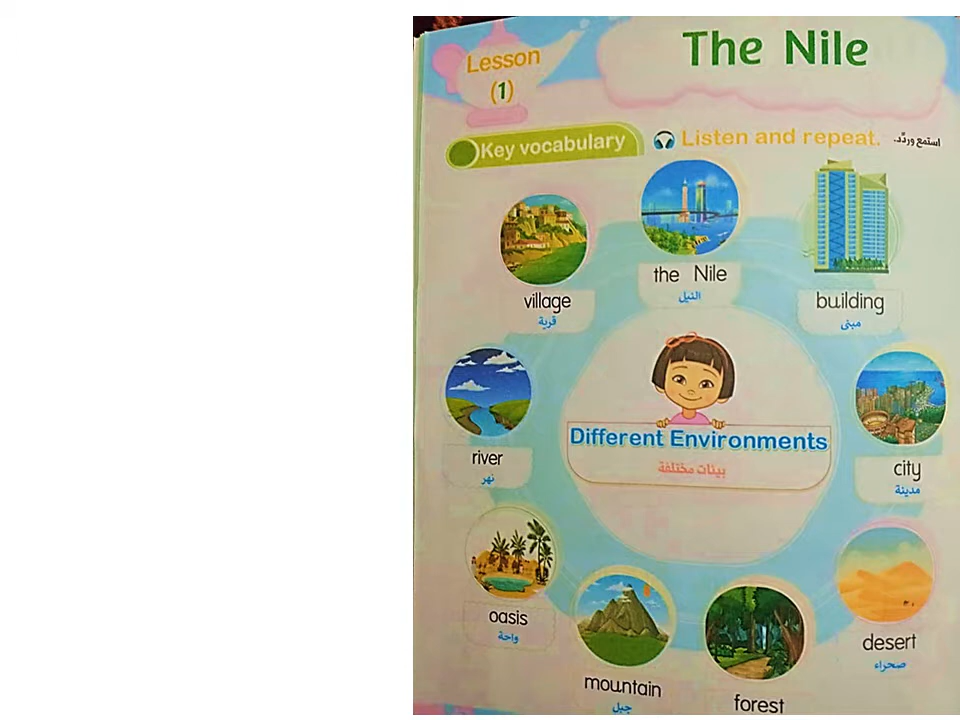 Lesson
(1)
The Nile
Key vocabulary
Listen and repeat.
استمع وردِّد.
village
قرية
the Nile
النيل
building
مبنى
river
نهر
Different Environments
بيئات مختلفة
city
مدينة
oasis
واحة
mountain
جبل
forest
desert
صحراء